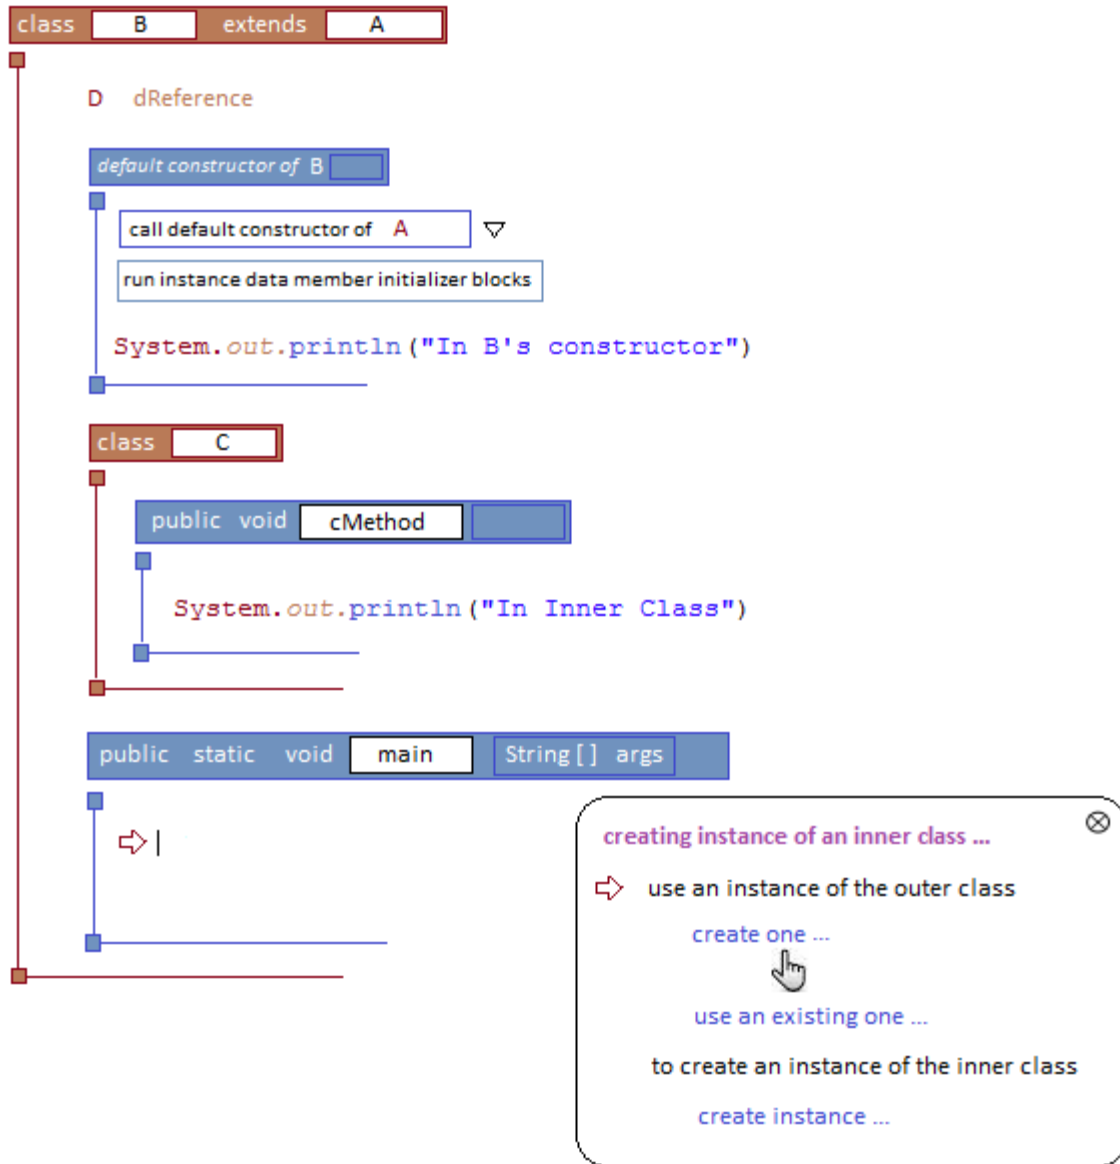 class B extends A
D dReference
default constructor of B
call default constructor of A
run instance data member initializer blocks
System.out.println("In B's constructor")
class C
public void cMethod
System.out.println("In Inner Class")
public static void main String[] args
creating instance of an inner class ...
use an instance of the outer class
create one ...
use an existing one ...
to create an instance of the inner class
create instance ...